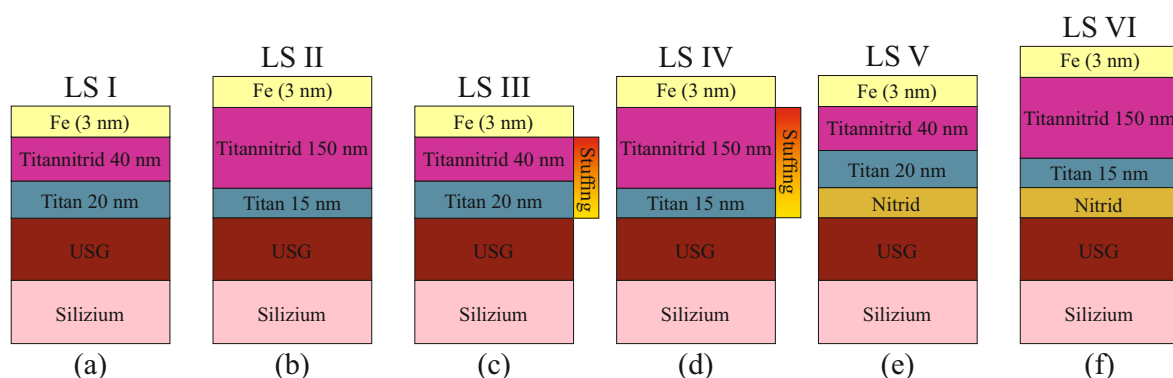 LS I
Fe (3 nm)
Titannitrid 40 nm
Titan 20 nm
USG
Silizium
(a)
LS II
Fe (3 nm)
Titannitrid 150 nm
Titan 15 nm
USG
Silizium
(b)
LS III
Fe (3 nm)
Titannitrid 40 nm
Titan 20 nm
USG
Silizium
Stuffing
(c)
LS IV
Fe (3 nm)
Titannitrid 150 nm
Titan 15 nm
USG
Silizium
Stuffing
(d)
LS V
Fe (3 nm)
Titannitrid 40 nm
Titan 20 nm
Nitrid
USG
Silizium
(e)
LS VI
Fe (3 nm)
Titannitrid 150 nm
Titan 15 nm
Nitrid
USG
Silizium
(f)